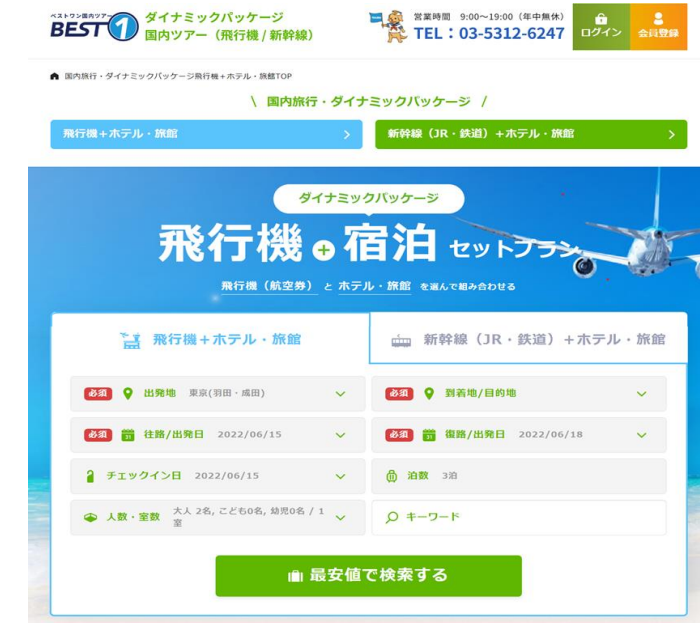 ベストワン国内ツアー
BEST1
ダイナミックパッケージ
国内ツアー（飛行機 / 新幹線）
営業時間 9:00〜19:00（年中無休）
TEL：03-5312-6247
ログイン
会員登録
国内旅行・ダイナミックパッケージ飛行機+ホテル・旅館TOP
\ 国内旅行・ダイナミックパッケージ /
飛行機+ホテル・旅館
新幹線（JR・鉄道）+ホテル・旅館
ダイナミックパッケージ
飛行機+宿泊 セットプラン
飛行機（航空券） と ホテル・旅館 を選んで組み合わせる
飛行機+ホテル・旅館
新幹線（JR・鉄道）+ホテル・旅館
必須 出発地 東京(羽田・成田)
必須 到着地/目的地
必須 往路/出発日 2022/06/15
必須 復路/出発日 2022/06/18
チェックイン日 2022/06/15
泊数 3泊
人数・室数 大人 2名, こども0名, 幼児0名 / 1
室
キーワード
最安値で検索する